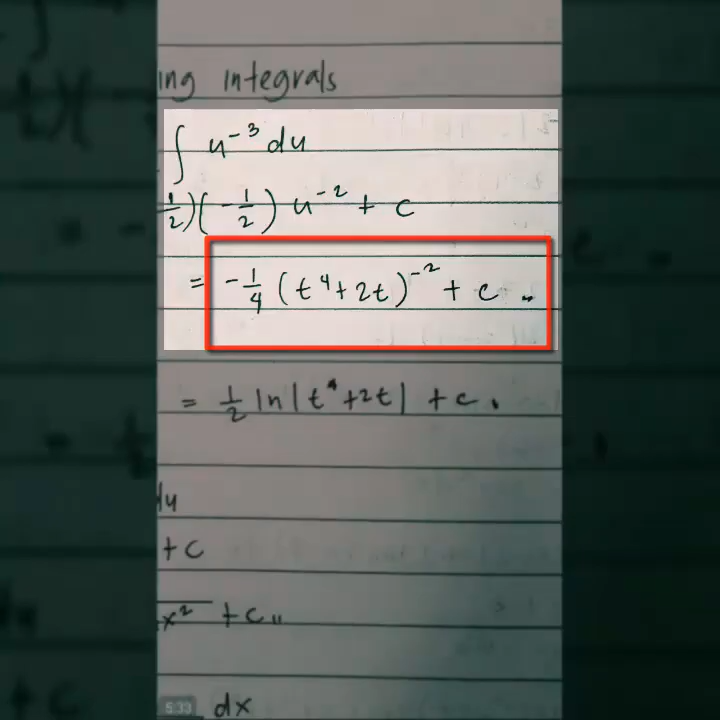 ing integrals
∫ u⁻³ du
½)(-½) u⁻² + c
= -¼ (t⁴+2t)⁻² + c
= ½ ln|t⁴+2t| + c.
du
+ c
x² + c,,
5:33
dx